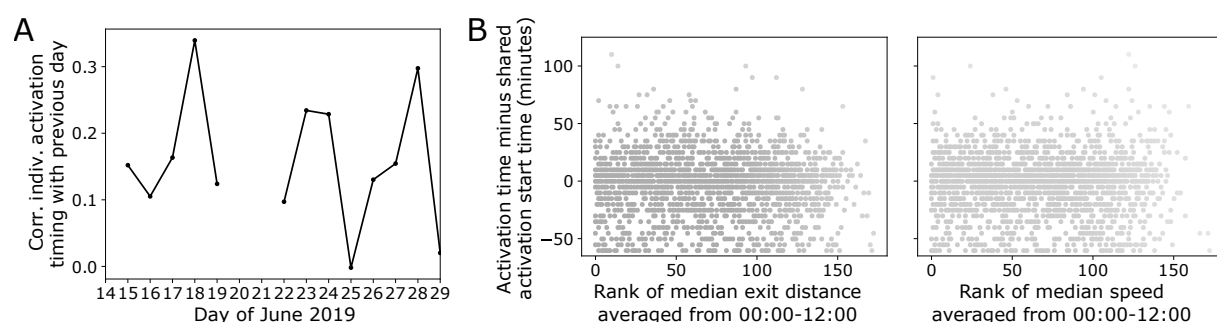 A
Corr. indiv. activation
timing with previous day
0.3
0.2
0.1
0.0
14 15 16 17 18 19 20 21 22 23 24 25 26 27 28 29
Day of June 2019
B
Activation time minus shared
activation start time (minutes)
100
50
0
−50
0 50 100 150
Rank of median exit distance
averaged from 00:00-12:00
0 50 100 150
Rank of median speed
averaged from 00:00-12:00